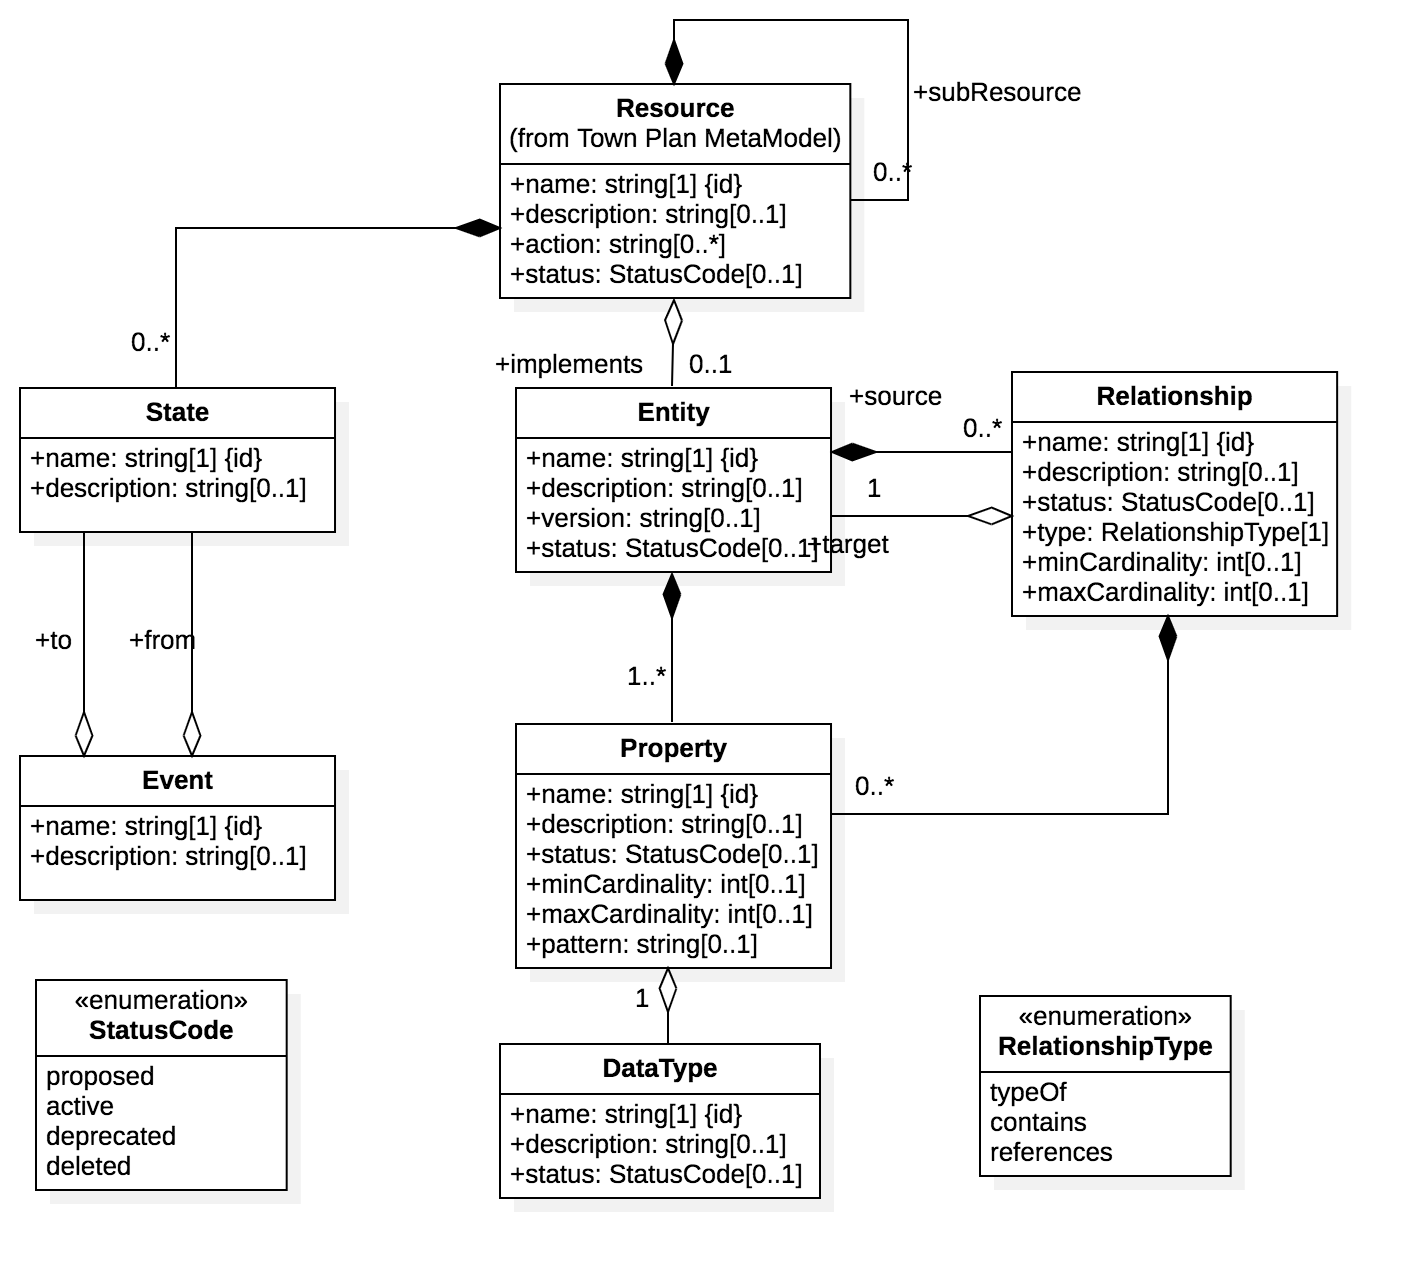 +subResource
Resource
(from Town Plan MetaModel)
0..*
+name: string[1] {id}
+description: string[0..1]
+action: string[0..*]
+status: StatusCode[0..1]
0..*
+implements
0..1
State
+name: string[1] {id}
+description: string[0..1]
Entity
+name: string[1] {id}
+description: string[0..1]
+version: string[0..1]
+status: StatusCode[0..1]
+source
0..*
1
+target
Relationship
+name: string[1] {id}
+description: string[0..1]
+status: StatusCode[0..1]
+type: RelationshipType[1]
+minCardinality: int[0..1]
+maxCardinality: int[0..1]
+to
+from
1..*
Event
+name: string[1] {id}
+description: string[0..1]
Property
+name: string[1] {id}
+description: string[0..1]
+status: StatusCode[0..1]
+minCardinality: int[0..1]
+maxCardinality: int[0..1]
+pattern: string[0..1]
0..*
1
«enumeration»
StatusCode
proposed
active
deprecated
deleted
DataType
+name: string[1] {id}
+description: string[0..1]
+status: StatusCode[0..1]
«enumeration»
RelationshipType
typeOf
contains
references